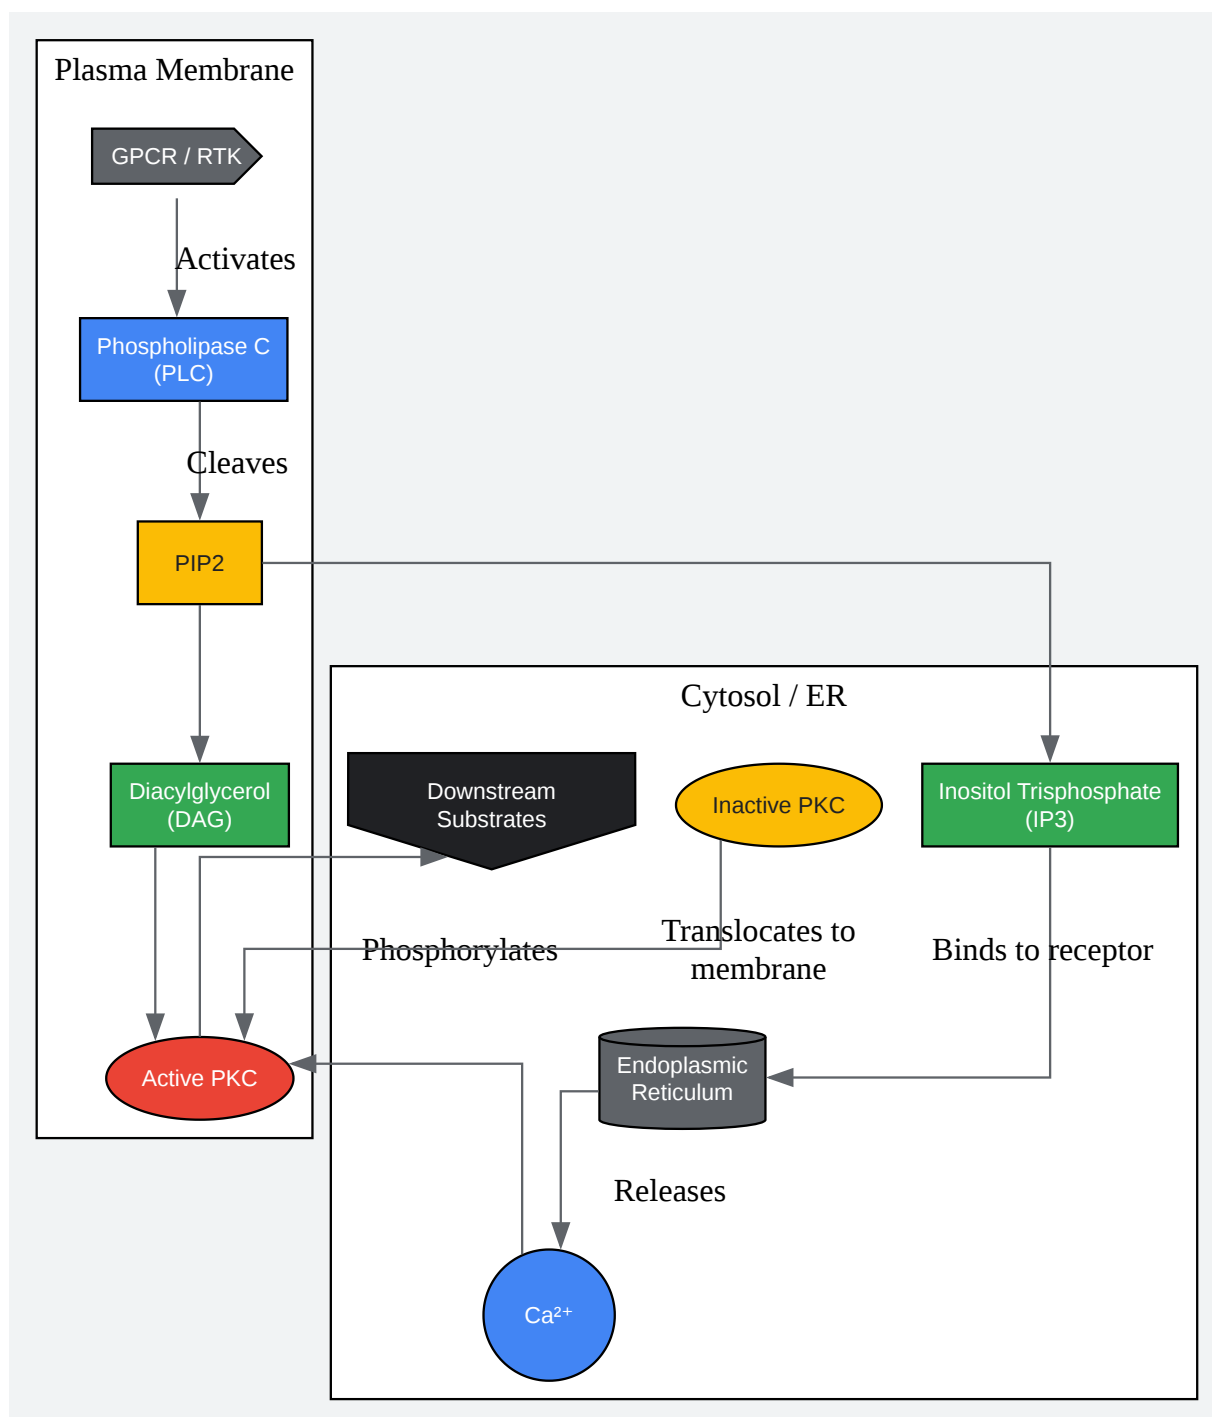 Plasma Membrane
GPCR / RTK
Activates
Phospholipase C
(PLC)
Cleaves
PIP2
Cytosol / ER
Diacylglycerol
(DAG)
Downstream
Substrates
Inactive PKC
Inositol Trisphosphate
(IP3)
Phosphorylates
Translocates to
membrane
Binds to receptor
Active PKC
Endoplasmic
Reticulum
Releases
Ca²⁺